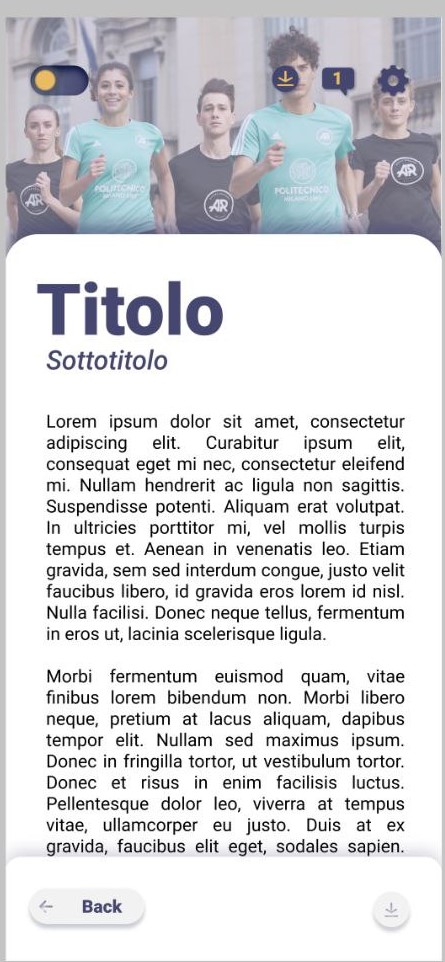 1
AR
POLITECNICO
MILANO 1863
AR
POLITECNICO
MILANO 1863
AR
Titolo
Sottotitolo
Lorem ipsum dolor sit amet, consectetur
adipiscing elit. Curabitur ipsum elit,
consequat eget mi nec, consectetur eleifend
mi. Nullam hendrerit ac ligula non sagittis.
Suspendisse potenti. Aliquam erat volutpat.
In ultricies porttitor mi, vel mollis turpis
tempus et. Aenean in venenatis leo. Etiam
gravida, sem sed interdum congue, justo velit
faucibus libero, id gravida eros lorem id nisl.
Nulla facilisi. Donec neque tellus, fermentum
in eros ut, lacinia scelerisque ligula.
Morbi fermentum euismod quam, vitae
finibus lorem bibendum non. Morbi libero
neque, pretium at lacus aliquam, dapibus
tempor elit. Nullam sed maximus ipsum.
Donec in fringilla tortor, ut vestibulum tortor.
Donec et risus in enim facilisis luctus.
Pellentesque dolor leo, viverra at tempus
vitae, ullamcorper eu justo. Duis at ex
gravida, faucibus elit eget, sodales sapien.
Back